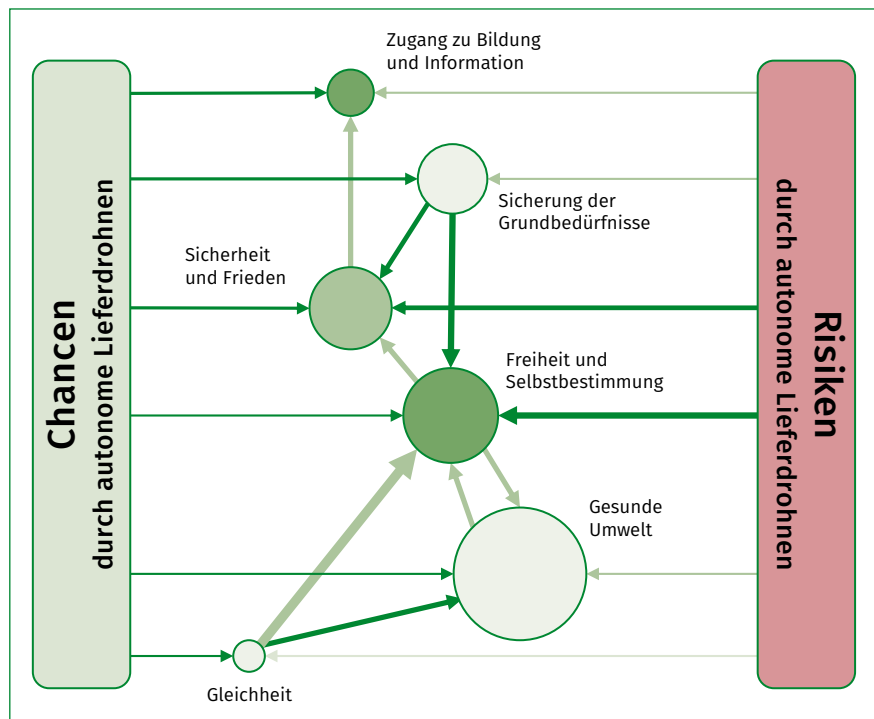 Zugang zu Bildung
und Information
Chancen
durch autonome Lieferdrohnen
Risiken
durch autonome Lieferdrohnen
Sicherung der
Grundbedürfnisse
Sicherheit
und Frieden
Freiheit und
Selbstbestimmung
Gesunde
Umwelt
Gleichheit